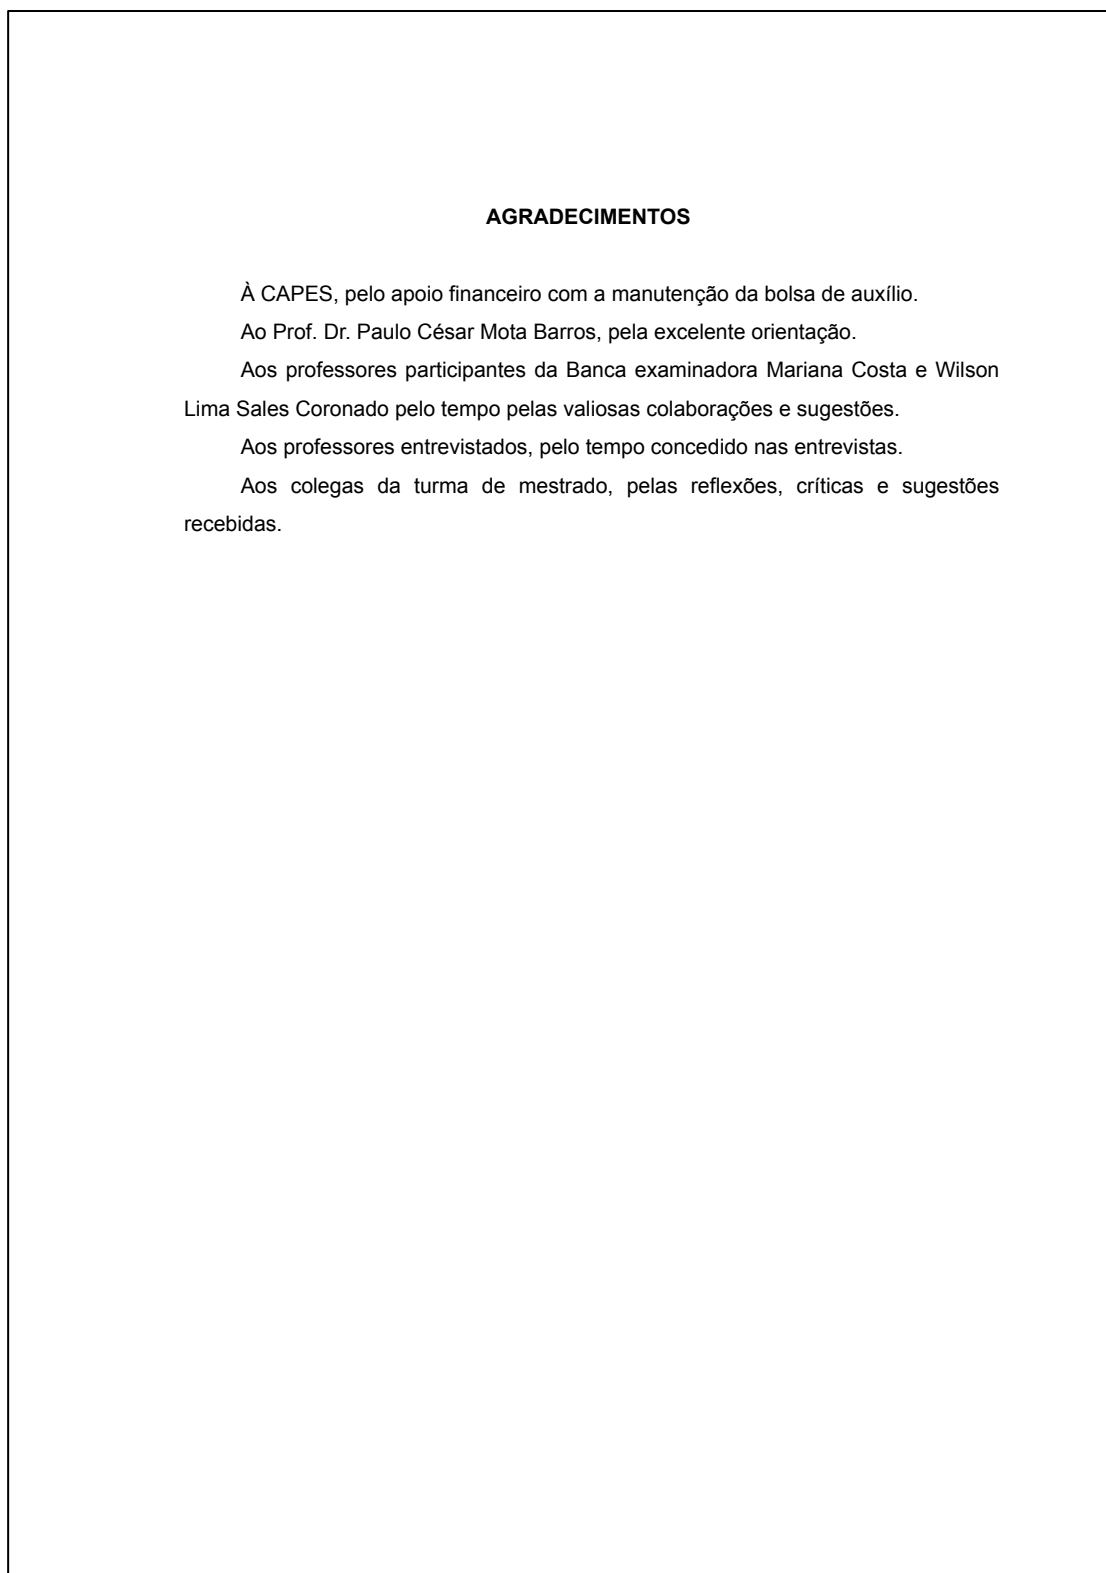 AGRADECIMENTOS
À CAPES, pelo apoio financeiro com a manutenção da bolsa de auxílio.
Ao Prof. Dr. Paulo César Mota Barros, pela excelente orientação.
Aos professores participantes da Banca examinadora Mariana Costa e Wilson
Lima Sales Coronado pelo tempo pelas valiosas colaborações e sugestões.
Aos professores entrevistados, pelo tempo concedido nas entrevistas.
Aos colegas da turma de mestrado, pelas reflexões, críticas e sugestões
recebidas.